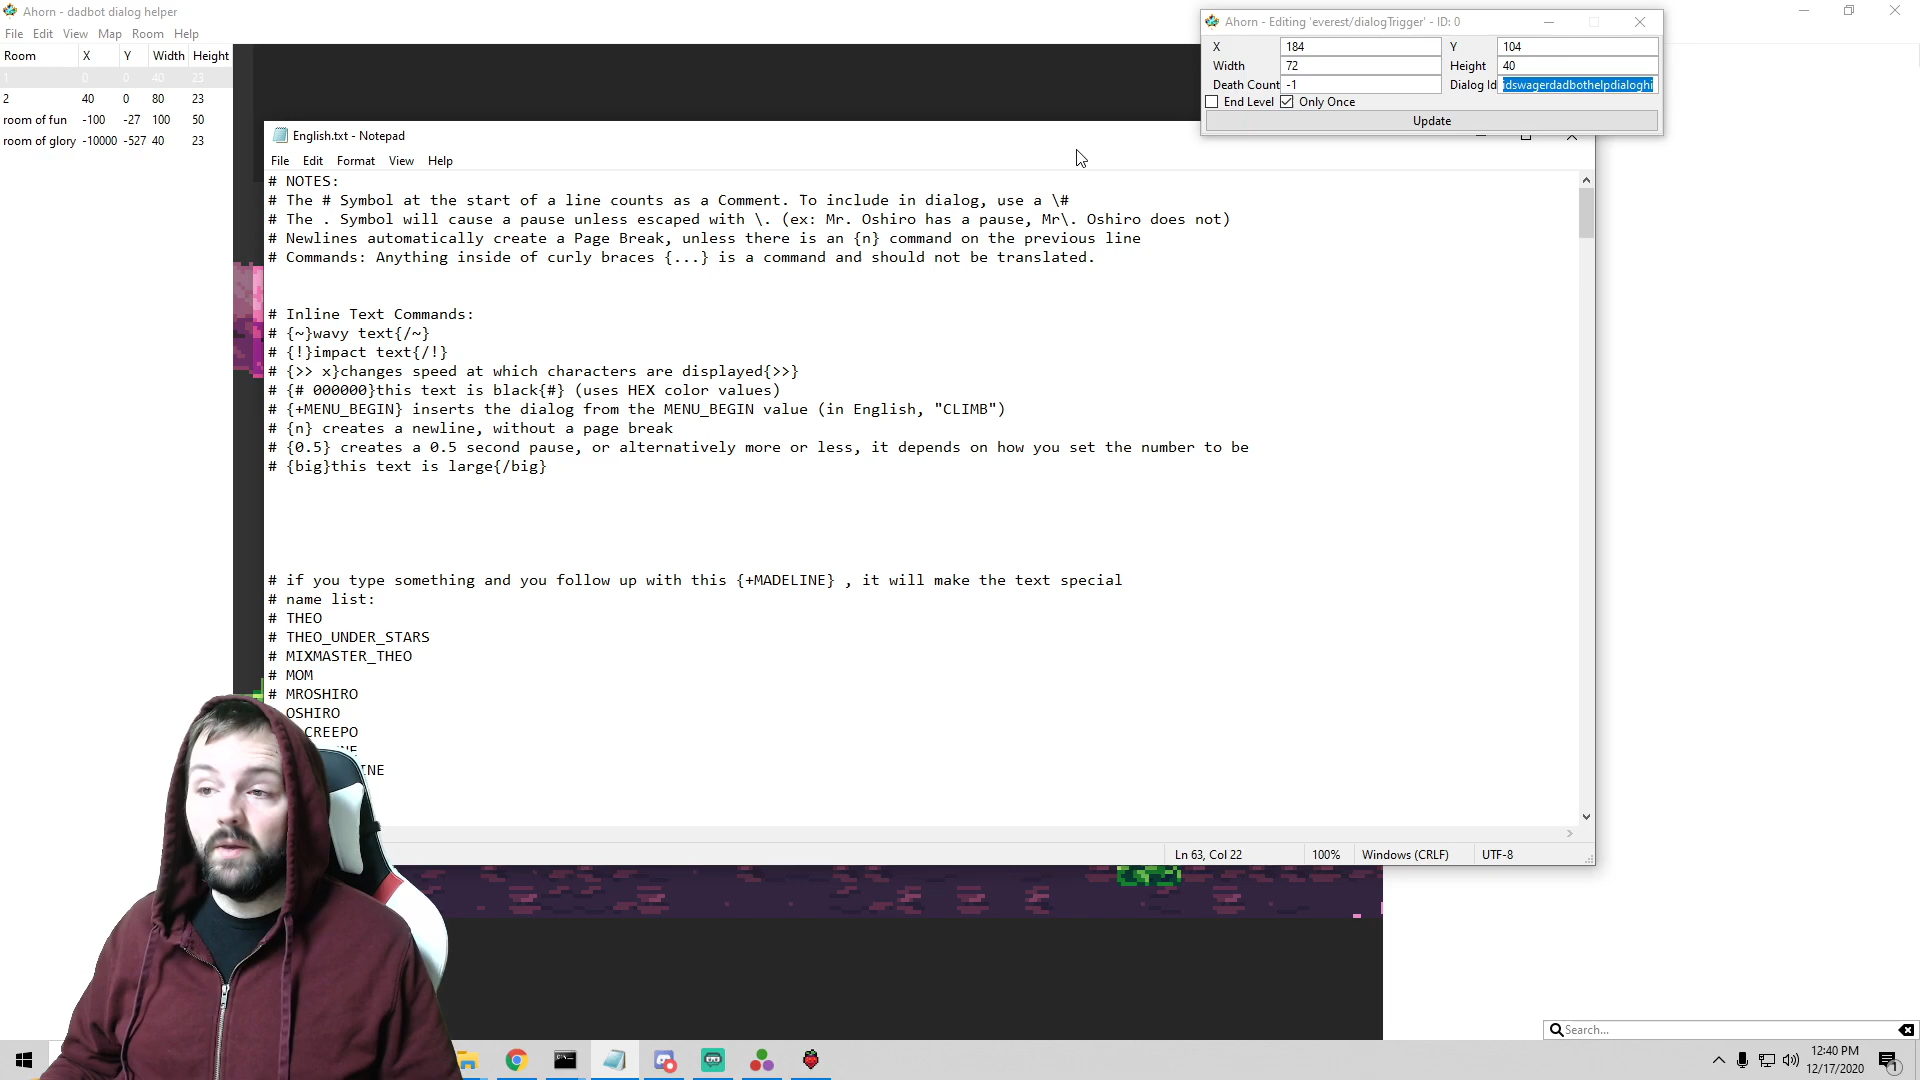 Ahorn - dadbot dialog helper
File Edit View Map Room Help
Room X Y Width Height
1 0 0 40 23
2 40 0 80 23
room of fun -100 -27 100 50
room of glory -10000 -527 40 23
Ahorn - Editing 'everest/dialogTrigger' - ID: 0
X 184 Y 104
Width 72 Height 40
Death Count -1 Dialog Id idswagerdadbothelpdialoghi
End Level Only Once
Update
English.txt - Notepad
File Edit Format View Help
# NOTES:
# The # Symbol at the start of a line counts as a Comment. To include in dialog, use a \#
# The . Symbol will cause a pause unless escaped with \. (ex: Mr. Oshiro has a pause, Mr\. Oshiro does not)
# Newlines automatically create a Page Break, unless there is an {n} command on the previous line
# Commands: Anything inside of curly braces {...} is a command and should not be translated.
# Inline Text Commands:
# {~}wavy text{/~}
# {!}impact text{/!}
# {>> x}changes speed at which characters are displayed{>>}
# {# 000000}this text is black{#} (uses HEX color values)
# {+MENU_BEGIN} inserts the dialog from the MENU_BEGIN value (in English, "CLIMB")
# {n} creates a newline, without a page break
# {0.5} creates a 0.5 second pause, or alternatively more or less, it depends on how you set the number to be
# {big}this text is large{/big}
# if you type something and you follow up with this {+MADELINE} , it will make the text special
# name list:
# THEO
# THEO_UNDER_STARS
# MIXMASTER_THEO
# MOM
# MROSHIRO
OSHIRO
CREEPO
NE
INE
Ln 63, Col 22 100% Windows (CRLF) UTF-8
Search...
12:40 PM
12/17/2020
1